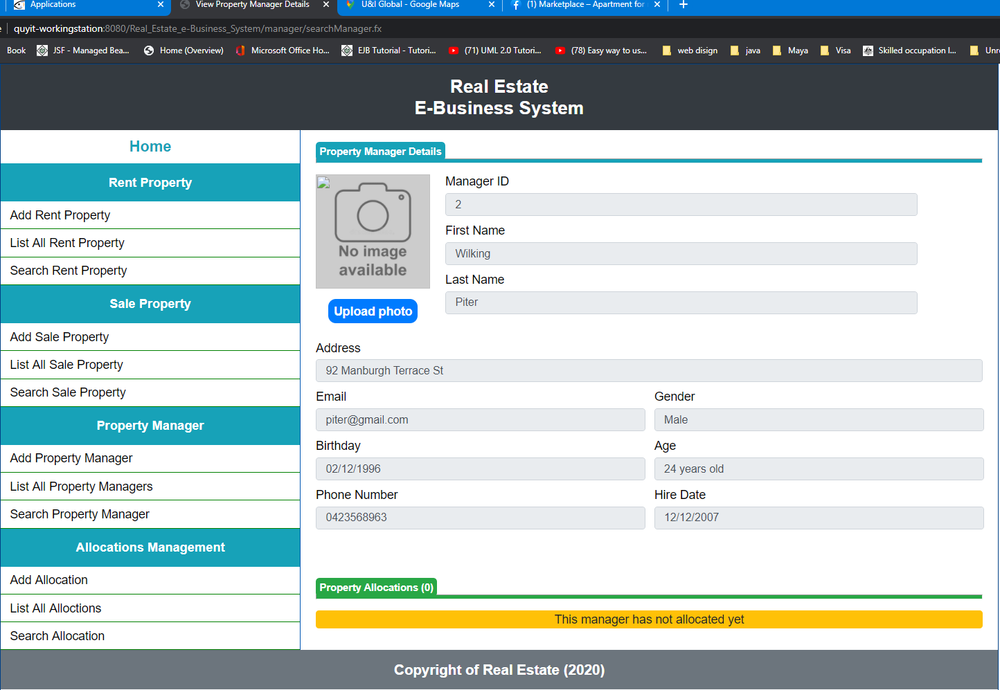 Applications
View Property Manager Details
U&I Global - Google Maps
(1) Marketplace – Apartment for
quyit-workingstation:8080/Real_Estate_e-Business_System/manager/searchManager.fx
Book
JSF - Managed Bea...
Home (Overview)
Microsoft Office Ho...
EJB Tutorial - Tutori...
(71) UML 2.0 Tutori...
(78) Easy way to us...
web disign
java
Maya
Visa
Skilled occupation l...
Real Estate
E-Business System
Home
Rent Property
Add Rent Property
List All Rent Property
Search Rent Property
Sale Property
Add Sale Property
List All Sale Property
Search Sale Property
Property Manager
Add Property Manager
List All Property Managers
Search Property Manager
Allocations Management
Add Allocation
List All Alloctions
Search Allocation
Property Manager Details
No image
available
Upload photo
Manager ID
2
First Name
Wilking
Last Name
Piter
Address
92 Manburgh Terrace St
Email
piter@gmail.com
Gender
Male
Birthday
02/12/1996
Age
24 years old
Phone Number
0423568963
Hire Date
12/12/2007
Property Allocations (0)
This manager has not allocated yet
Copyright of Real Estate (2020)